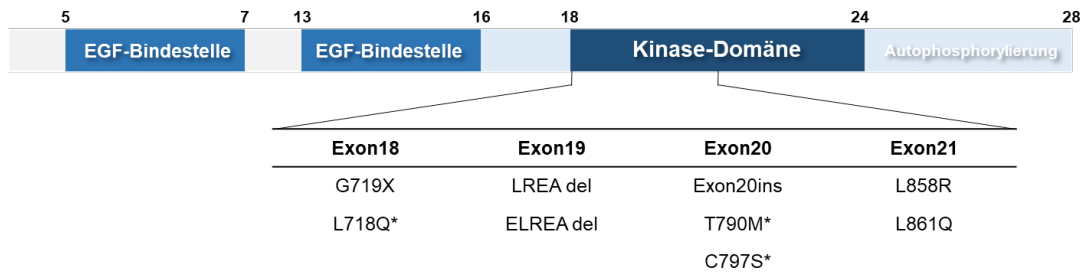 5 7 13 16 18 24 28
EGF-Bindestelle EGF-Bindestelle Kinase-Domäne Autophosphorylierung
Exon18 Exon19 Exon20 Exon21
G719X LREA del Exon20ins L858R
L718Q* ELREA del T790M* L861Q
C797S*